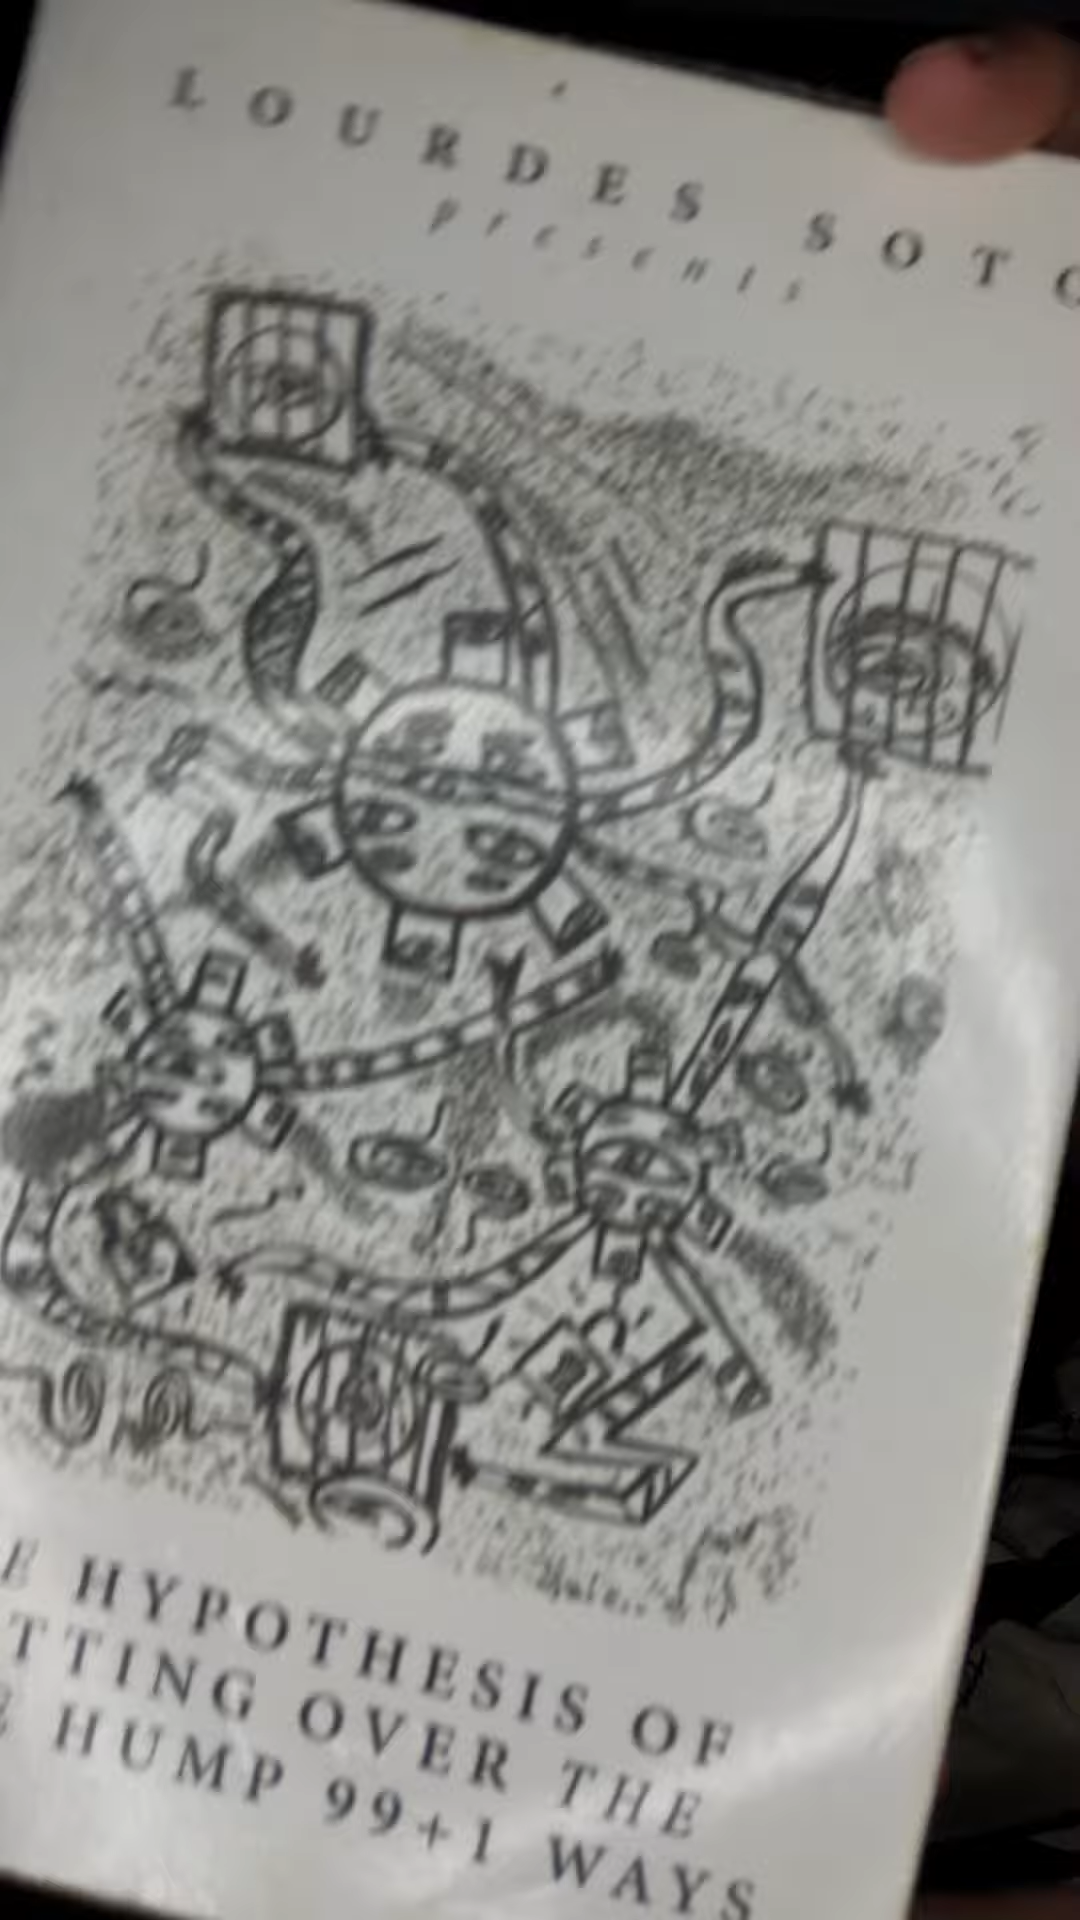 LOURDES SOTO
presents
E HYPOTHESIS OF
TTING OVER THE
E HUMP 99+1 WAYS